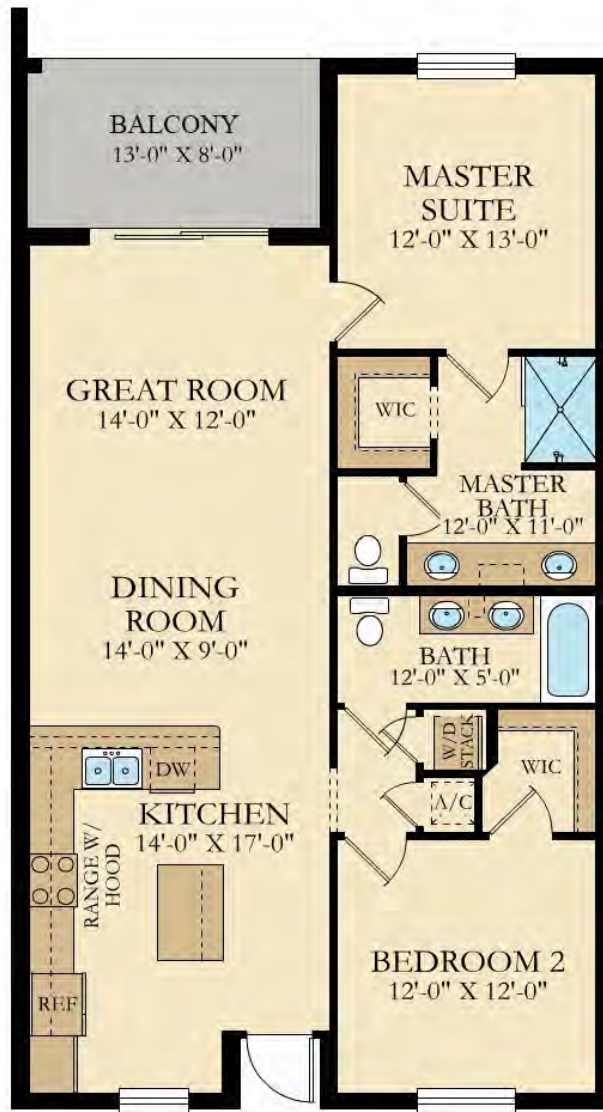 BALCONY
13'-0" X 8'-0"
MASTER
SUITE
12'-0" X 13'-0"
GREAT ROOM
14'-0" X 12'-0"
WIC
MASTER
BATH
12'-0" X 11'-0"
DINING
ROOM
14'-0" X 9'-0"
BATH
12'-0" X 5'-0"
W/D
STACK
WIC
DW
A/C
KITCHEN
14'-0" X 17'-0"
RANGE W/
HOOD
BEDROOM 2
12'-0" X 12'-0"
REF